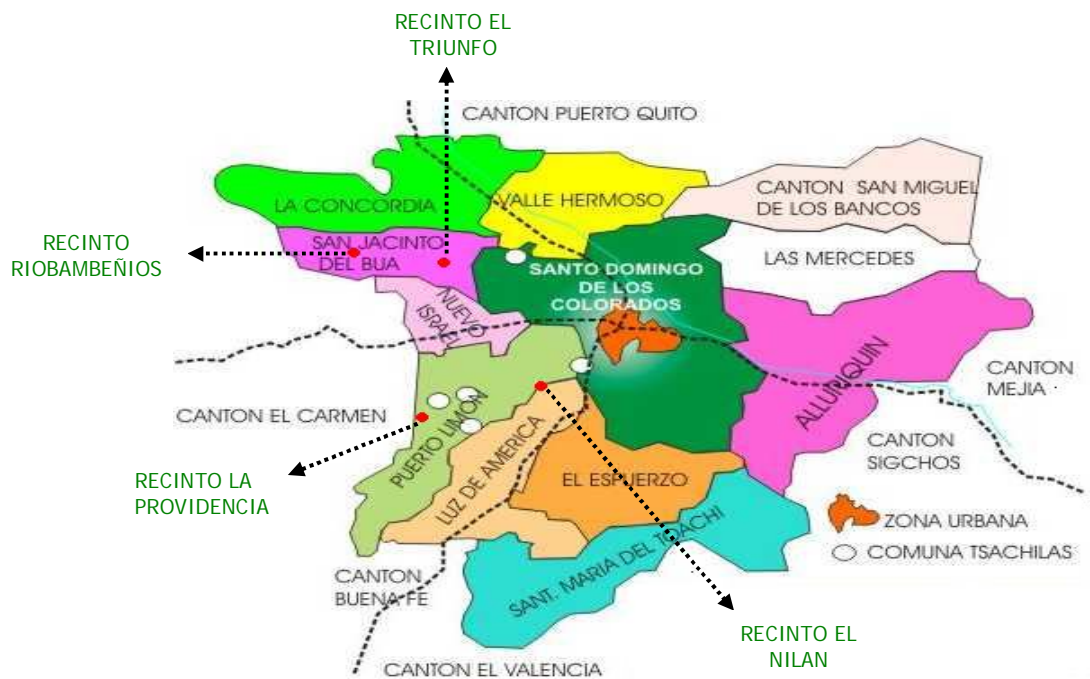 RECINTO EL
TRIUNFO
CANTON PUERTO QUITO
LA CONCORDIA
VALLE HERMOSO
CANTON SAN MIGUEL
DE LOS BANCOS
RECINTO
RIOBAMBEÑIOS
SAN JACINTO
DEL BUA
SANTO DOMINGO
DE LOS
COLORADOS
LAS MERCEDES
NUEVO
ISRAEL
ALLURIQUIN
CANTON
MEJIA
CANTON EL CARMEN
PUERTO LIMON
LUZ DE AMERICA
CANTON
SIGCHOS
RECINTO LA
PROVIDENCIA
EL ESFUERZO
ZONA URBANA
COMUNA TSACHILAS
SANT. MARIA DEL TOACHI
CANTON
BUENA FE
RECINTO EL
NILAN
CANTON EL VALENCIA